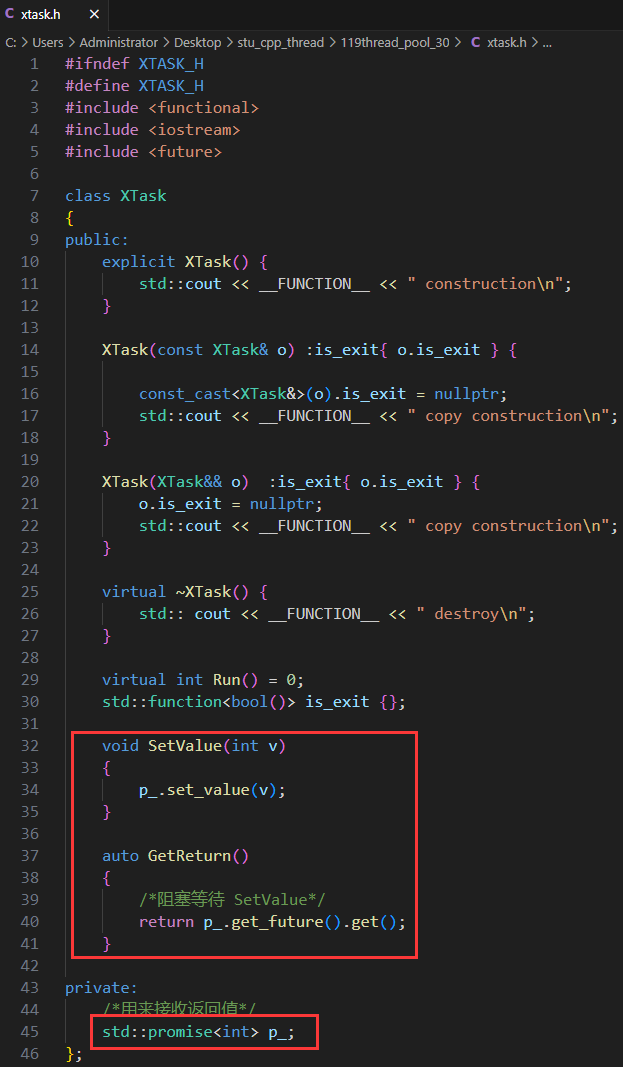 xtask.h
C: > Users > Administrator > Desktop > stu_cpp_thread > 119thread_pool_30 > C xtask.h > ...
1 #ifndef XTASK_H
2 #define XTASK_H
3 #include <functional>
4 #include <iostream>
5 #include <future>
6
7 class XTask
8 {
9 public:
10 explicit XTask() {
11 std::cout << __FUNCTION__ << " construction\n";
12 }
13
14 XTask(const XTask& o) :is_exit{ o.is_exit } {
15
16 const_cast<XTask&>(o).is_exit = nullptr;
17 std::cout << __FUNCTION__ << " copy construction\n";
18 }
19
20 XTask(XTask&& o)  :is_exit{ o.is_exit } {
21 o.is_exit = nullptr;
22 std::cout << __FUNCTION__ << " copy construction\n";
23 }
24
25 virtual ~XTask() {
26 std:: cout << __FUNCTION__ << " destroy\n";
27 }
28
29 virtual int Run() = 0;
30 std::function<bool()> is_exit {};
31
32 void SetValue(int v)
33 {
34 p_.set_value(v);
35 }
36
37 auto GetReturn()
38 {
39 /*阻塞等待 SetValue*/
40 return p_.get_future().get();
41 }
42
43 private:
44 /*用来接收返回值*/
45 std::promise<int> p_;
46 };